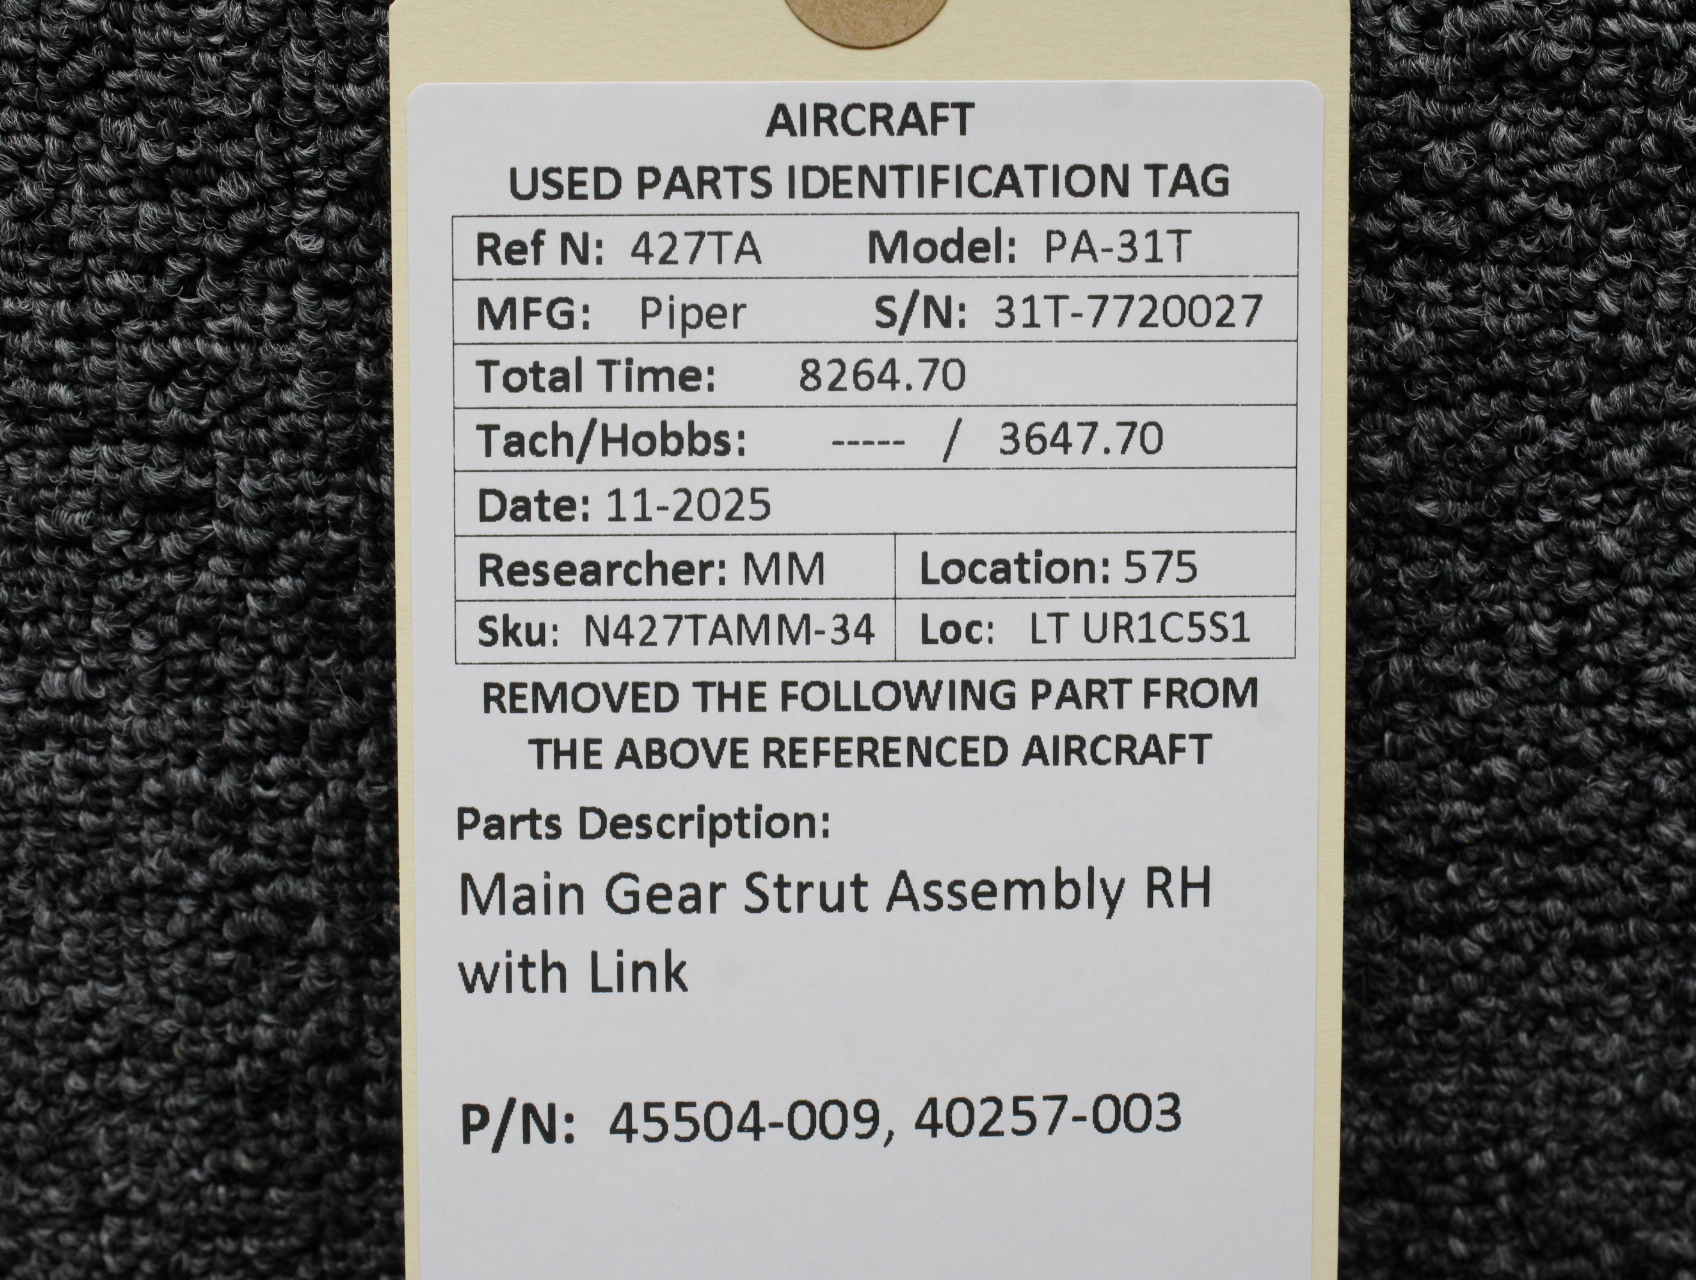 AIRCRAFT
USED PARTS IDENTIFICATION TAG
Ref N: 427TA Model: PA-31T
MFG: Piper S/N: 31T-7720027
Total Time: 8264.70
Tach/Hobbs: ----- / 3647.70
Date: 11-2025
Researcher: MM Location: 575
Sku: N427TAMM-34 Loc: LT UR1C5S1
REMOVED THE FOLLOWING PART FROM
THE ABOVE REFERENCED AIRCRAFT
Parts Description:
Main Gear Strut Assembly RH
with Link
P/N: 45504-009, 40257-003